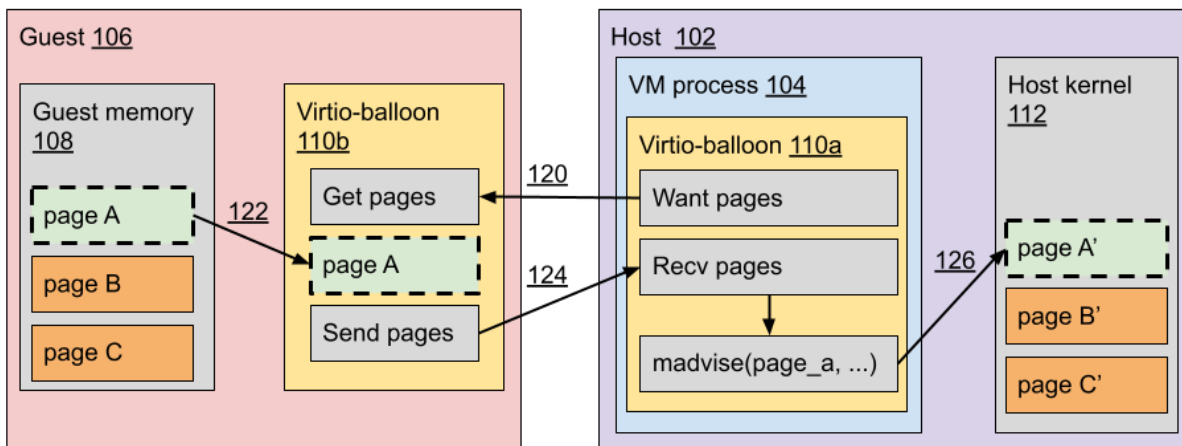 Guest 106
Guest memory
108
page A
page B
page C
122
Virtio-balloon
110b
Get pages
page A
Send pages
120
124
Host 102
VM process 104
Virtio-balloon 110a
Want pages
Recv pages
madvise(page_a, ...)
126
Host kernel
112
page A’
page B’
page C’